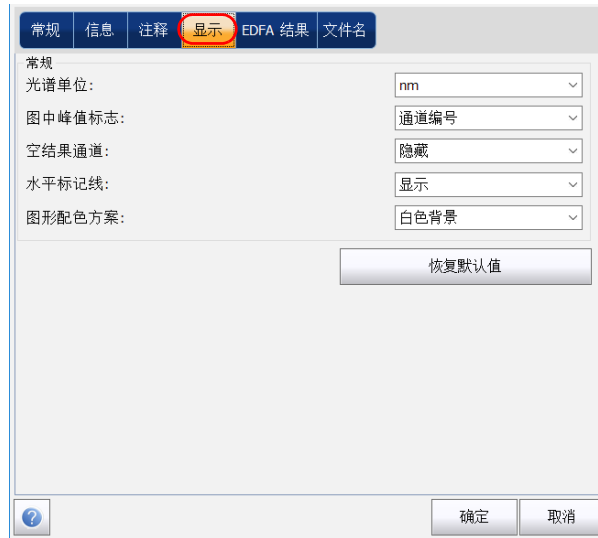 常规 信息 注释 显示 EDFA 结果 文件名
常规
光谱单位: nm
图中峰值标志: 通道编号
空结果通道: 隐藏
水平标记线: 显示
图形配色方案: 白色背景
恢复默认值
? 确定 取消